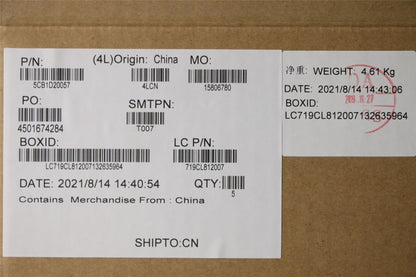 P/N:
5CB1D20057
(4L)Origin: China
4LCN
MO:
15806780
PO:
4501674284
SMTPN:
T007
BOXID:
LC719CL812007132635964
LC P/N:
719CL812007
DATE: 2021/8/14 14:40:54
QTY:
5
Contains Merchandise From : China
SHIPTO:CN
净重: WEIGHT: 4.61 Kg
DATE: 2021/8/14 14:43:06
BOXID:
LC719CL812007132635964